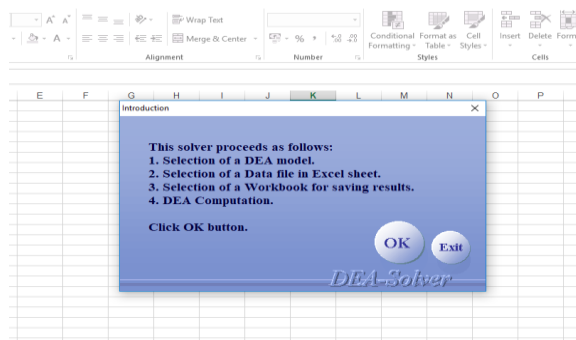 Wrap Text
Conditional Format as Cell Insert Delete Form
A A Merge & Center % Formatting Table Styles
Alignment Number Styles Cells
E F G H I J K L M N O P
Introduction
This solver proceeds as follows:
1. Selection of a DEA model.
2. Selection of a Data file in Excel sheet.
3. Selection of a Workbook for saving results.
4. DEA Computation.
Click OK button.
OK Exit
DEA-Solver